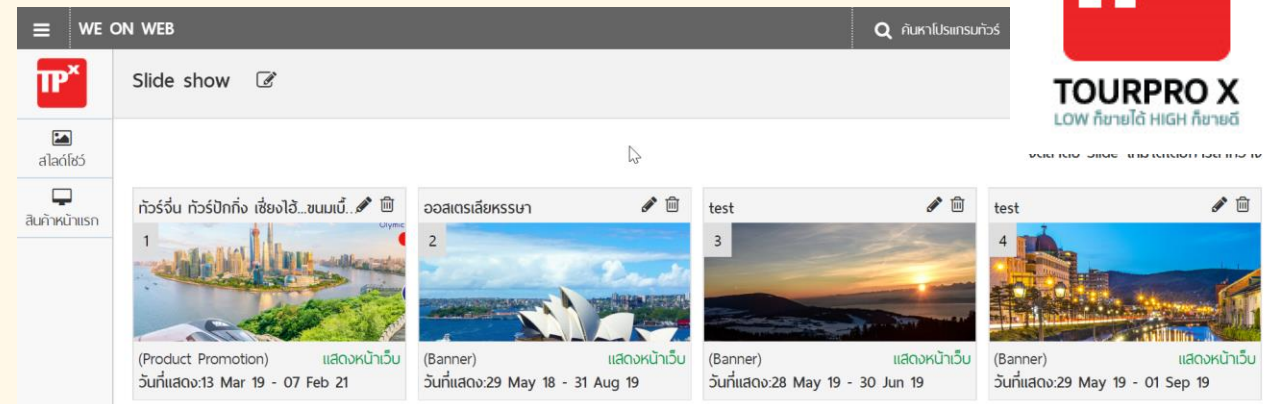 WE ON WEB
ค้นหาโปรแกรมทัวร์
TP
TPX
Slide show
TOURPRO X
LOW ก็ขายได้ HIGH ก็ขายดี
สไลด์โชว์
สินค้าหน้าแรก
ทัวร์จีน ทัวร์ปักกิ่ง เซี่ยงไฮ้...ขนมเบื้..
1
(Product Promotion) แสดงหน้าเว็บ
วันที่แสดง:13 Mar 19 - 07 Feb 21
ออสเตรเลียหรรษา
2
(Banner) แสดงหน้าเว็บ
วันที่แสดง:29 May 18 - 31 Aug 19
test
3
(Banner) แสดงหน้าเว็บ
วันที่แสดง:28 May 19 - 30 Jun 19
test
4
(Banner) แสดงหน้าเว็บ
วันที่แสดง:29 May 19 - 01 Sep 19